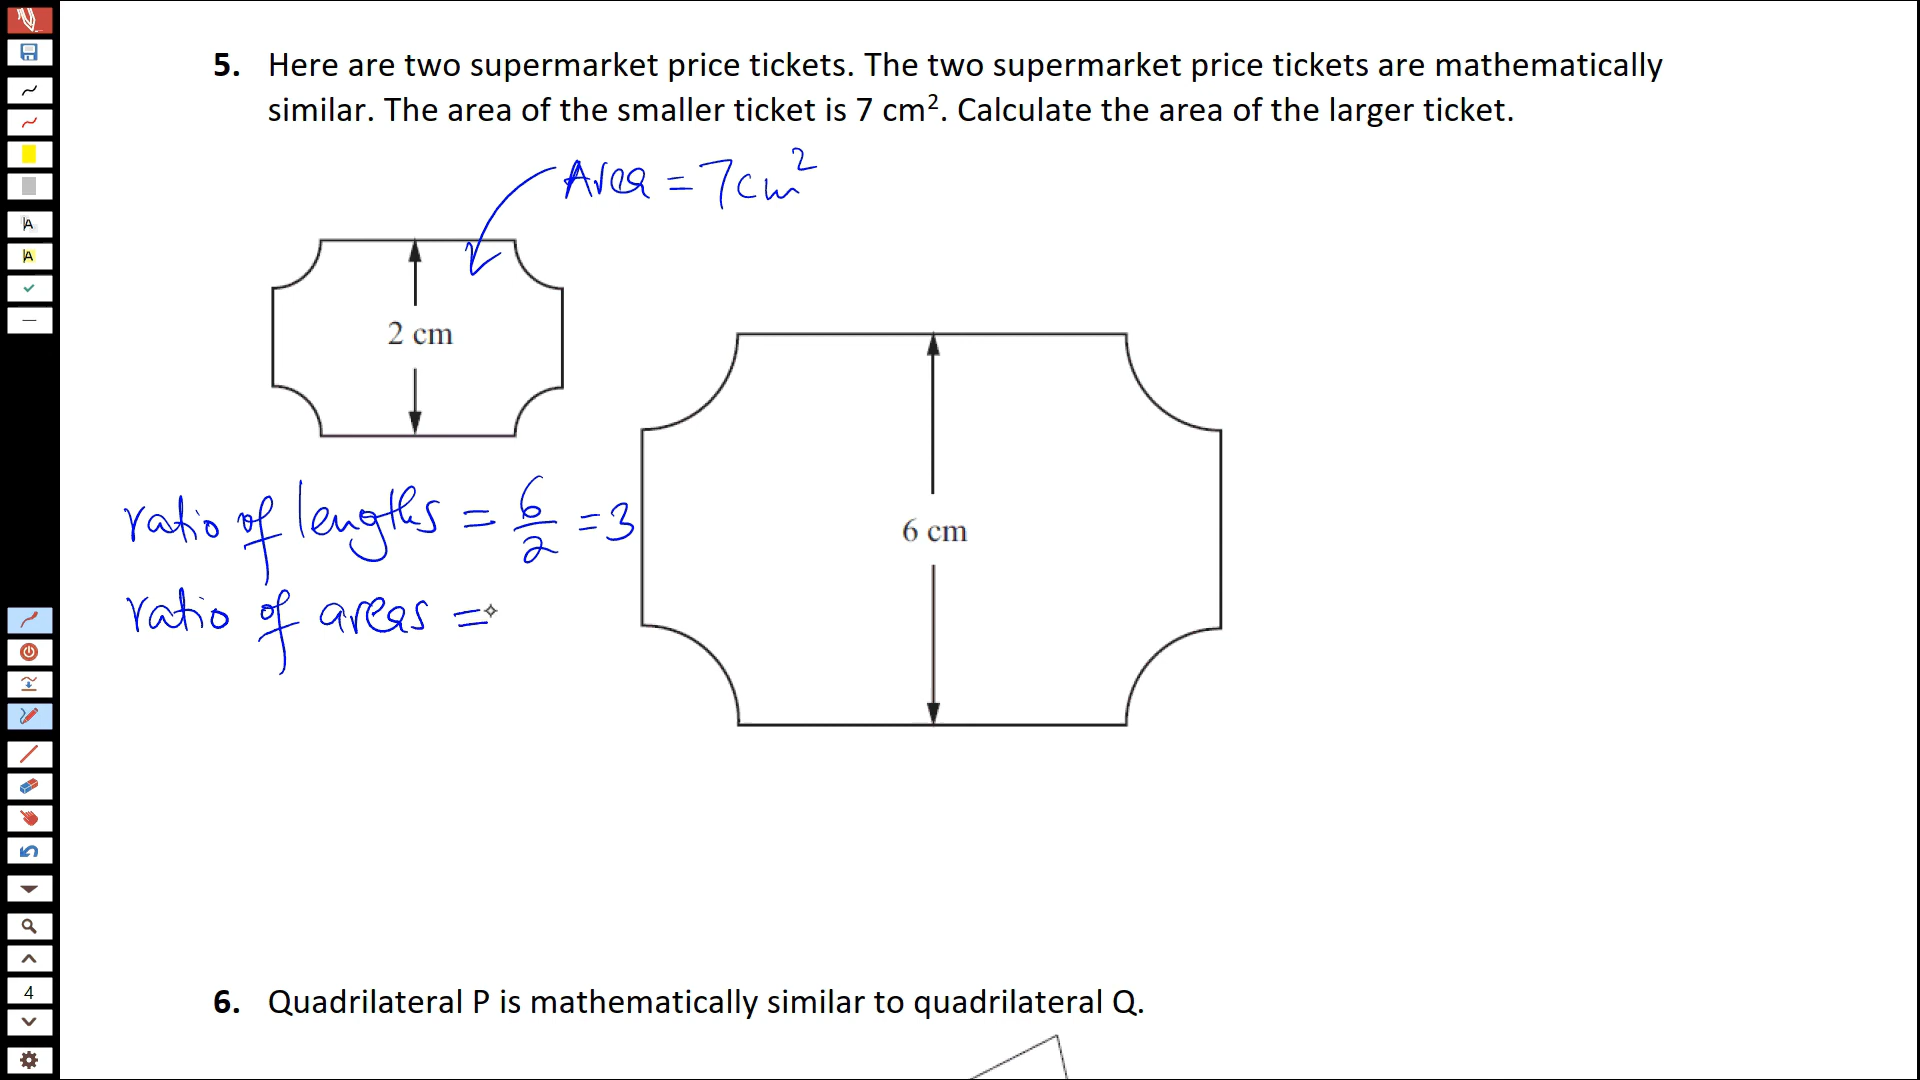 5. Here are two supermarket price tickets. The two supermarket price tickets are mathematically
similar. The area of the smaller ticket is 7 cm². Calculate the area of the larger ticket.
Area = 7cm²
2 cm
6 cm
ratio of lengths = 6/2 = 3
ratio of areas =
6. Quadrilateral P is mathematically similar to quadrilateral Q.
A
A
4